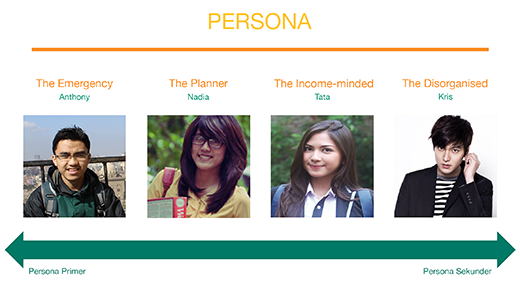 PERSONA
The Emergency
Anthony
The Planner
Nadia
The Income-minded
Tata
The Disorganised
Kris
Persona Primer
Persona Sekunder